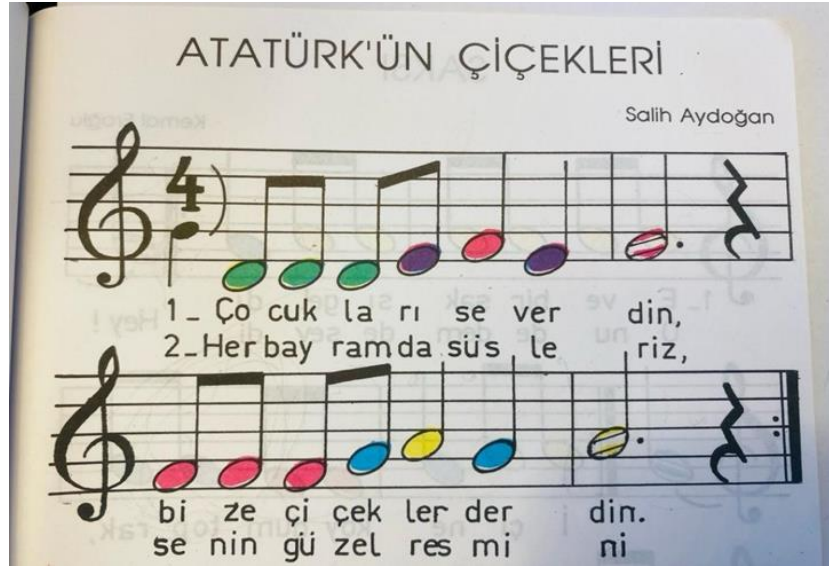 ATATÜRK'ÜN ÇİÇEKLERİ
Salih Aydoğan
4
1_ Ço cuk la rı se ver din,
2_Her bay ram da süs le riz,
bi ze çi çek ler der din.
se nin gü zel res mi ni